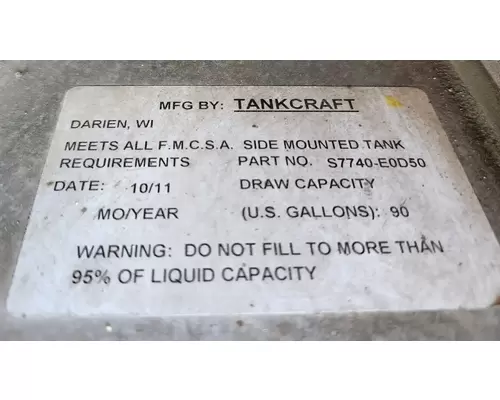 MFG BY: TANKCRAFT
DARIEN, WI
MEETS ALL F.M.C.S.A. SIDE MOUNTED TANK
REQUIREMENTS PART NO. S7740-E0D50
DATE: 10/11 DRAW CAPACITY
MO/YEAR (U.S. GALLONS): 90
WARNING: DO NOT FILL TO MORE THAN
95% OF LIQUID CAPACITY